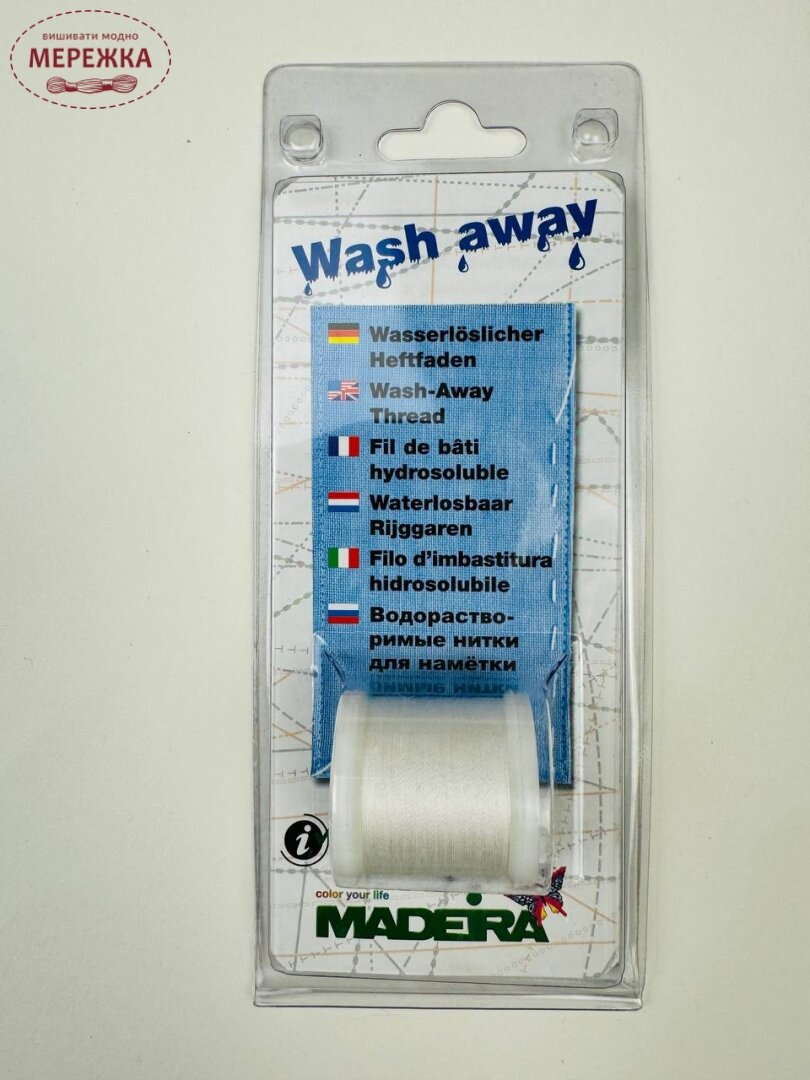 вишивати модно
МЕРЕЖКА
Wash away
Wasserlöslicher
Heftfaden
Wash-Away
Thread
Fil de bâti
hydrosoluble
Waterlosbaar
Rijggaren
Filo d'imbastitura
hidrosolubile
Водораство-
римые нитки
для намётки
i
color your life
MADEIRA